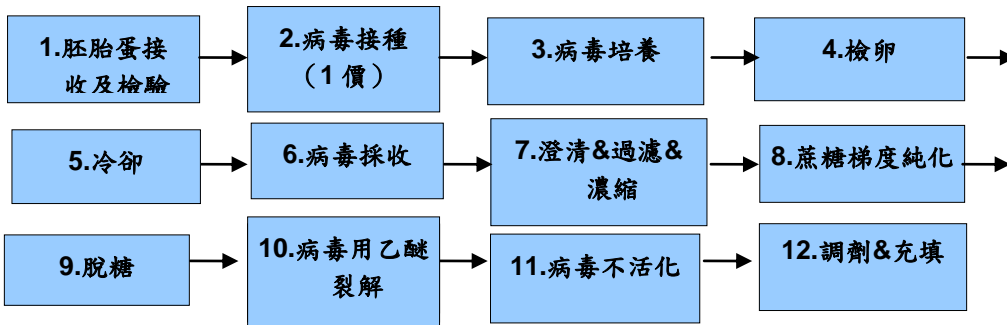 1.胚胎蛋接
收及檢驗
2.病毒接種
（1 價）
3.病毒培養
4.檢卵
5.冷卻
6.病毒採收
7.澄清&過濾&
濃縮
8.蔗糖梯度純化
9.脫糖
10.病毒用乙醚
裂解
11.病毒不活化
12.調劑&充填